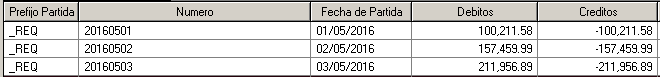 Prefijo Partida Numero Fecha de Partida Debitos Creditos
_REQ 20160501 01/05/2016 100,211.58 -100,211.58
_REQ 20160502 02/05/2016 157,459.99 -157,459.99
_REQ 20160503 03/05/2016 211,956.89 -211,956.89